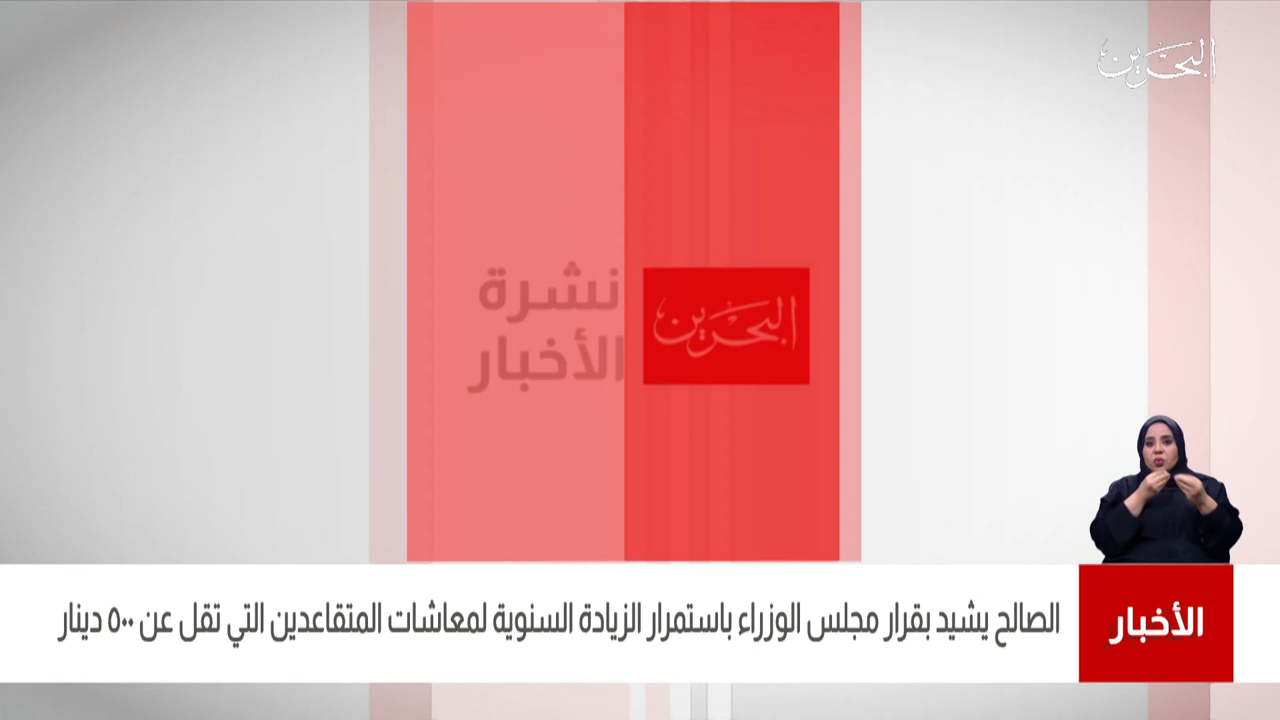 البحرين
نشرة
الأخبار
البحرين
الأخبار
الصالح يشيد بقرار مجلس الوزراء باستمرار الزيادة السنوية لمعاشات المتقاعدين التي تقل عن ٥٠٠ دينار